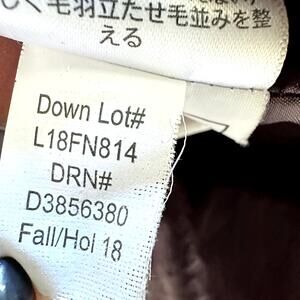 しく毛羽立たせ毛並みを整
える
Down Lot#
L18FN814
DRN#
D3856380
Fall/Hol 18